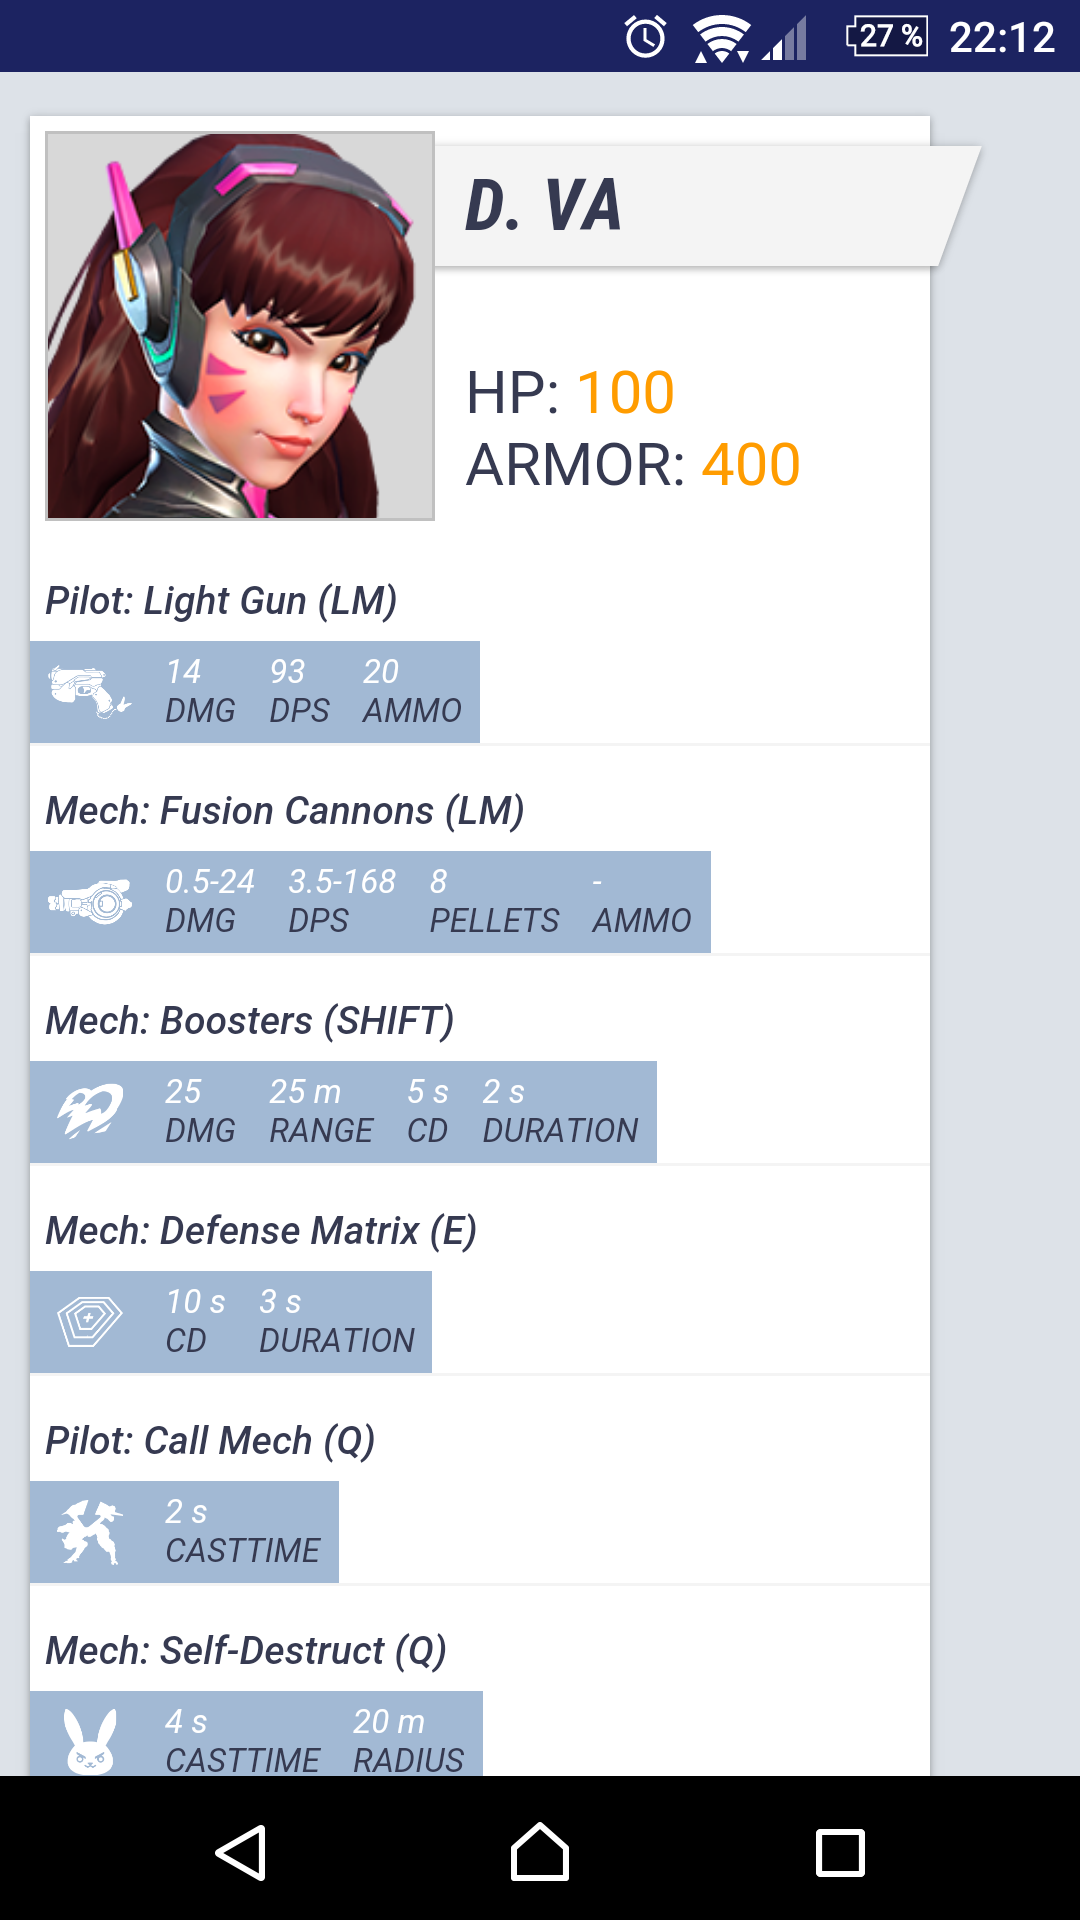 27 % 22:12
D. VA
HP: 100
ARMOR: 400
Pilot: Light Gun (LM)
14 93 20
DMG DPS AMMO
Mech: Fusion Cannons (LM)
0.5-24 3.5-168 8 -
DMG DPS PELLETS AMMO
Mech: Boosters (SHIFT)
25 25 m 5 s 2 s
DMG RANGE CD DURATION
Mech: Defense Matrix (E)
10 s 3 s
CD DURATION
Pilot: Call Mech (Q)
2 s
CASTTIME
Mech: Self-Destruct (Q)
4 s 20 m
CASTTIME RADIUS